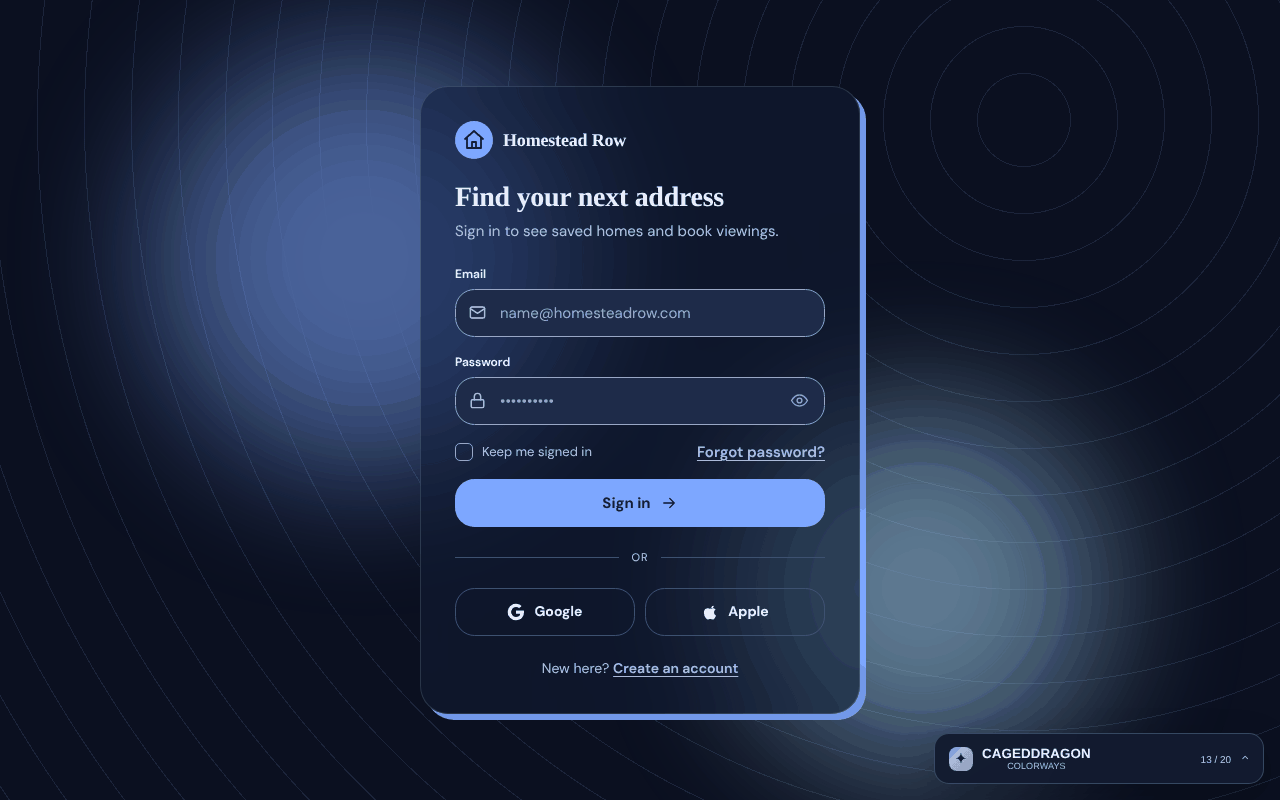 Homestead Row
Find your next address
Sign in to see saved homes and book viewings.
Email
name@homesteadrow.com
Password
••••••••••
Keep me signed in
Forgot password?
Sign in
OR
Google
Apple
New here? Create an account
CAGEDDRAGON
COLORWAYS
13 / 20